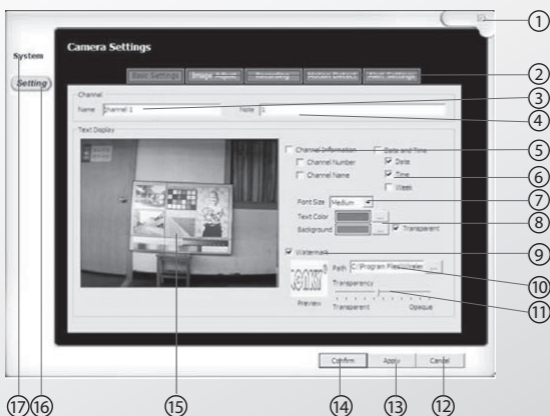 1
Camera Settings
System
Setting
Basic Settings Image Adjust Recording Motion Detect Alert Settings
2
Channel
3
Name Channel 1 Note 1
4
Text Display
Channel Information Date and Time
5
Channel Number Date
Channel Name Time
6
Week
Font Size Medium
7
Text Color ...
8
Background ... Transparent
Watermark
9
Path C:\Program Files\ ...
10
Transparency
11
Preview Transparent Opaque
Confirm Apply Cancel
17 16 15 14 13 12